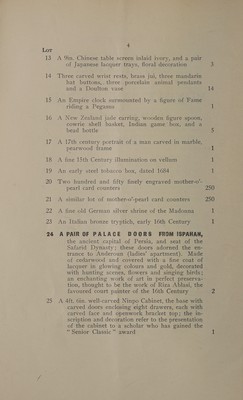 4
Lot
13 A 9in. Chinese table screen inlaid ivory, and a pair
of Japanese lacquer trays, floral decoration 3
14 Three carved wrist rests, brass joi, three mandarin
hat buttons, three porcelain animal pendants
and a Doulton vase 14
15 An Empire clock surmounted by a figure of Fame
riding a Pegasus 1
16 A New Zealand jade earring, wooden figure spoon,
cowrie shell basket, Indian game box, and a
bead bottle 5
17 A 17th century portrait of a man carved in marble,
pearwood frame 1
18 A fine 15th Century illumination on vellum 1
19 An early steel tobacco box, dated 1684 1
20 Two hundred and fifty finely engraved mother-o'-
pearl card counters 250
21 A similar lot of mother-o'-pearl card counters 250
22 A fine old German silver shrine of the Madonna 1
23 An Italian bronze tryptich, early 16th Century 1
24 A PAIR OF PALACE DOORS FROM ISPAHAN,
the ancient capital of Persia, and seat of the
Safavid Dynasty; these doors adorned the en-
trance to Anderoon (ladies' apartment). Made
of cedarwood and covered with a fine coat of
lacquer in glowing colours and gold, decorated
with hunting scenes, flowers and singing birds;
an enchanting work of art in perfect preserva-
tion, thought to be the work of Riza Abbasi, the
favoured court painter of the 16th Century 2
25 A 4ft. 6in. well-carved Ningpo Cabinet, the base with
carved doors enclosing eight drawers, each with
carved face and openwork bracket top; the in-
scription and decoration refer to the presentation
of the cabinet to a scholar who has gained the
" Senior Classic " award 1